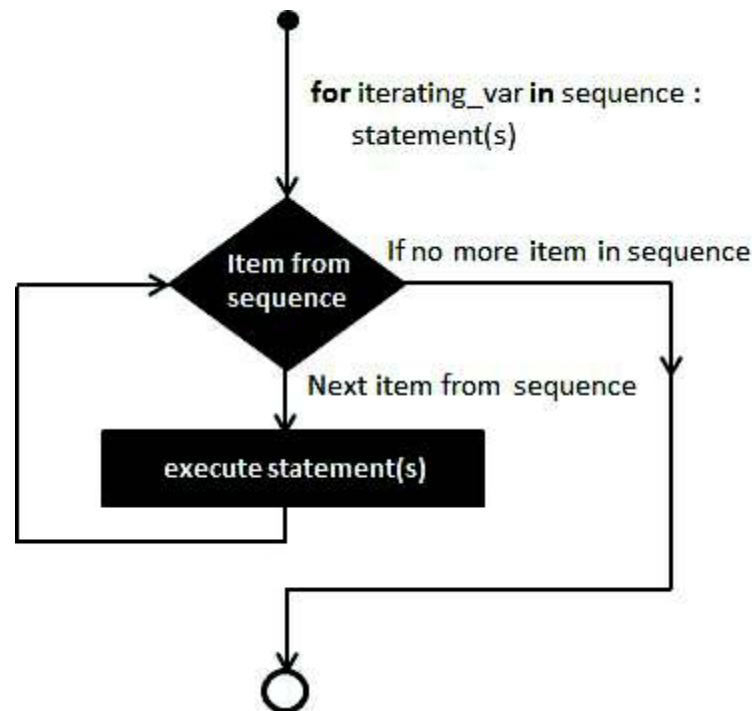 for iterating_var in sequence :
statement(s)
If no more item in sequence
Item from
sequence
Next item from sequence
execute statement(s)